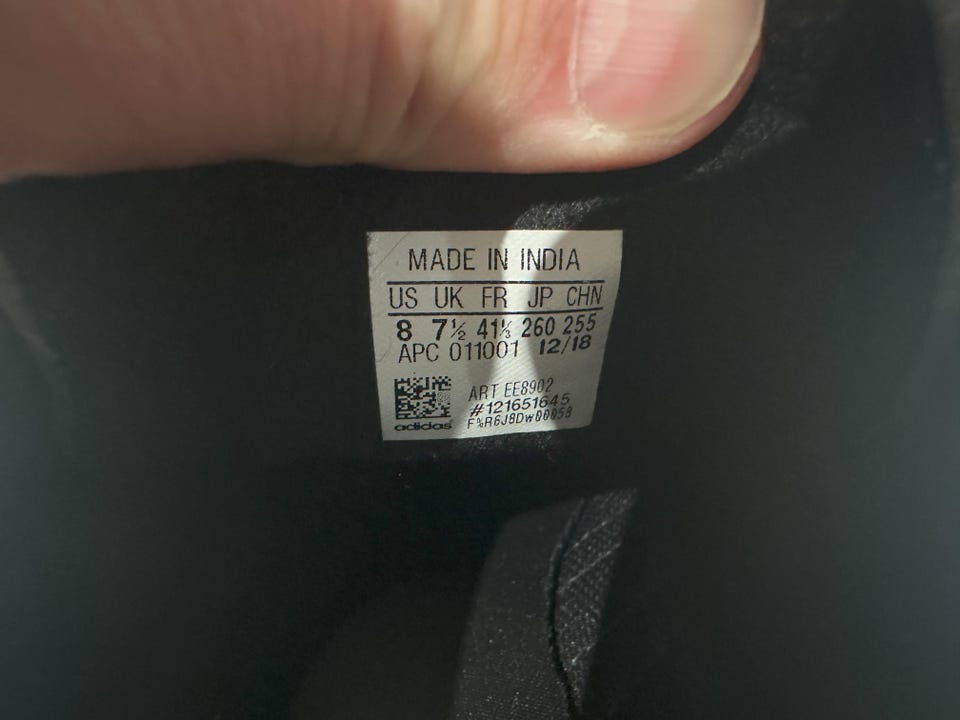 MADE IN INDIA
US UK FR JP CHN
8 7½ 41⅓ 260 255
APC 011001 12/18
ART EE8902
#121651645
F%R6J8Dw00058
adidas